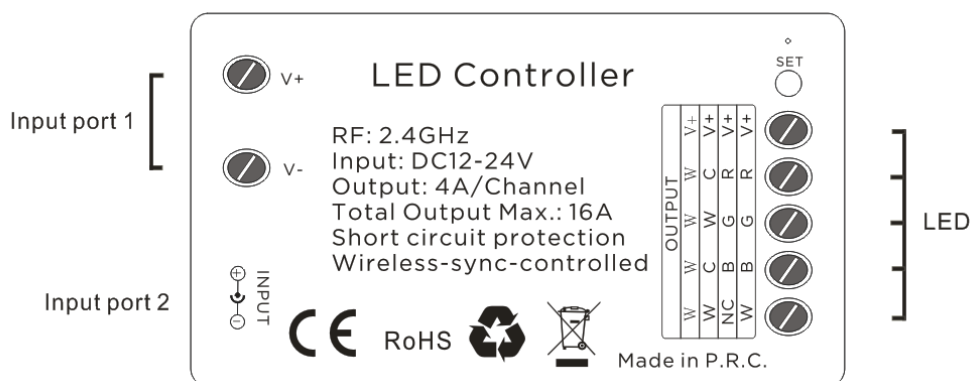 Input port 1
V+
V-
Input port 2
INPUT
LED Controller
RF: 2.4GHz
Input: DC12-24V
Output: 4A/Channel
Total Output Max.: 16A
Short circuit protection
Wireless-sync-controlled
CE RoHS
Made in P.R.C.
SET
OUTPUT
V+ V+ V+ V+
W C R R
W W G G
W C B B
W W NC W
LED